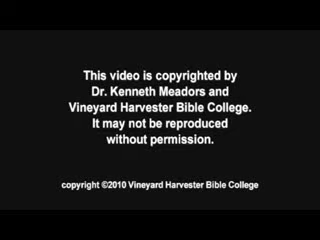 This video is copyrighted by
Dr. Kenneth Meadors and
Vineyard Harvester Bible College.
It may not be reproduced
without permission.
copyright ©2010 Vineyard Harvester Bible College